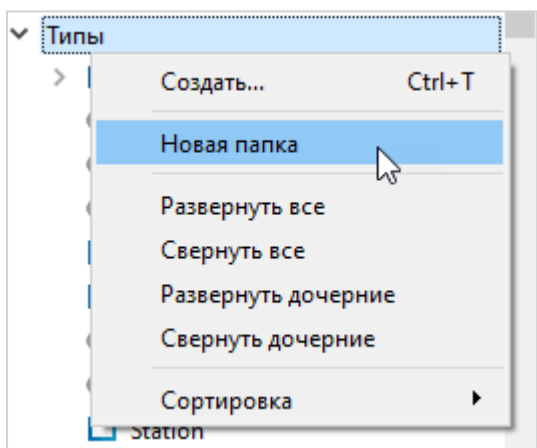 Типы
Создать... Ctrl+T
Новая папка
Развернуть все
Свернуть все
Развернуть дочерние
Свернуть дочерние
Сортировка
Station